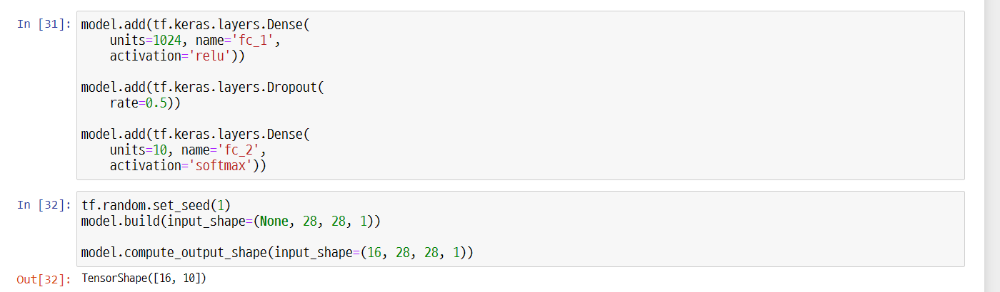 In [31]:
model.add(tf.keras.layers.Dense(
    units=1024, name='fc_1',
    activation='relu'))

model.add(tf.keras.layers.Dropout(
    rate=0.5))

model.add(tf.keras.layers.Dense(
    units=10, name='fc_2',
    activation='softmax'))
In [32]:
tf.random.set_seed(1)
model.build(input_shape=(None, 28, 28, 1))

model.compute_output_shape(input_shape=(16, 28, 28, 1))
Out[32]:
TensorShape([16, 10])